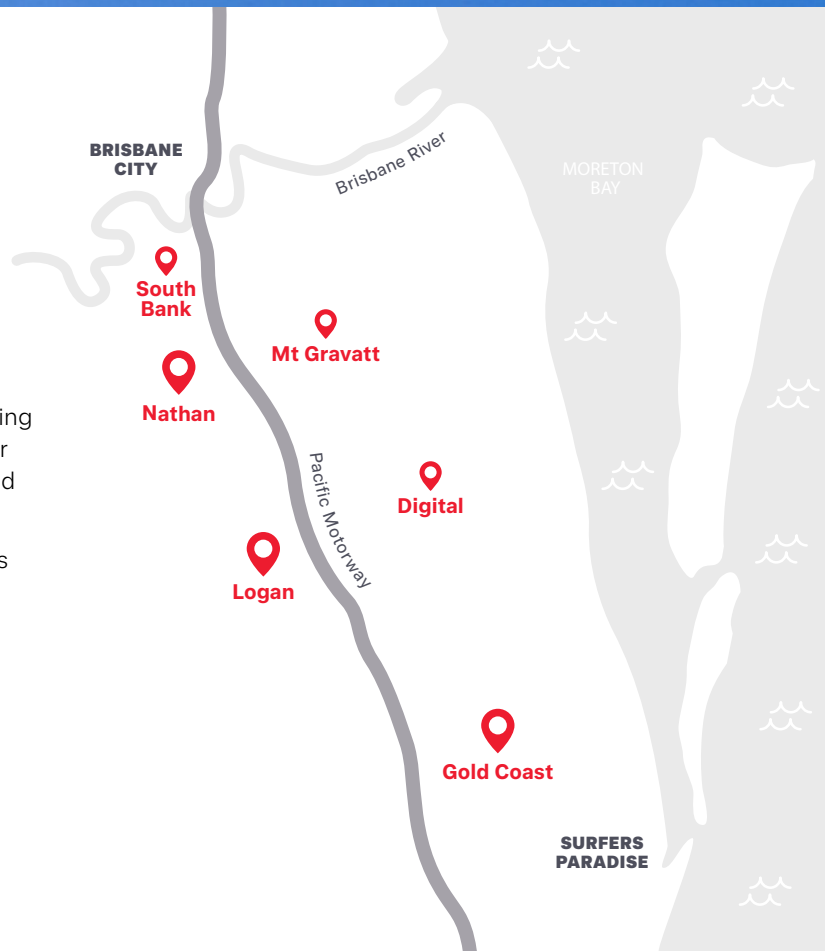 BRISBANE
CITY
Brisbane River
MORETON
BAY
South
Bank
Mt Gravatt
Nathan
ing
r
d
s
Pacific Motorway
Digital
Logan
Gold Coast
SURFERS
PARADISE